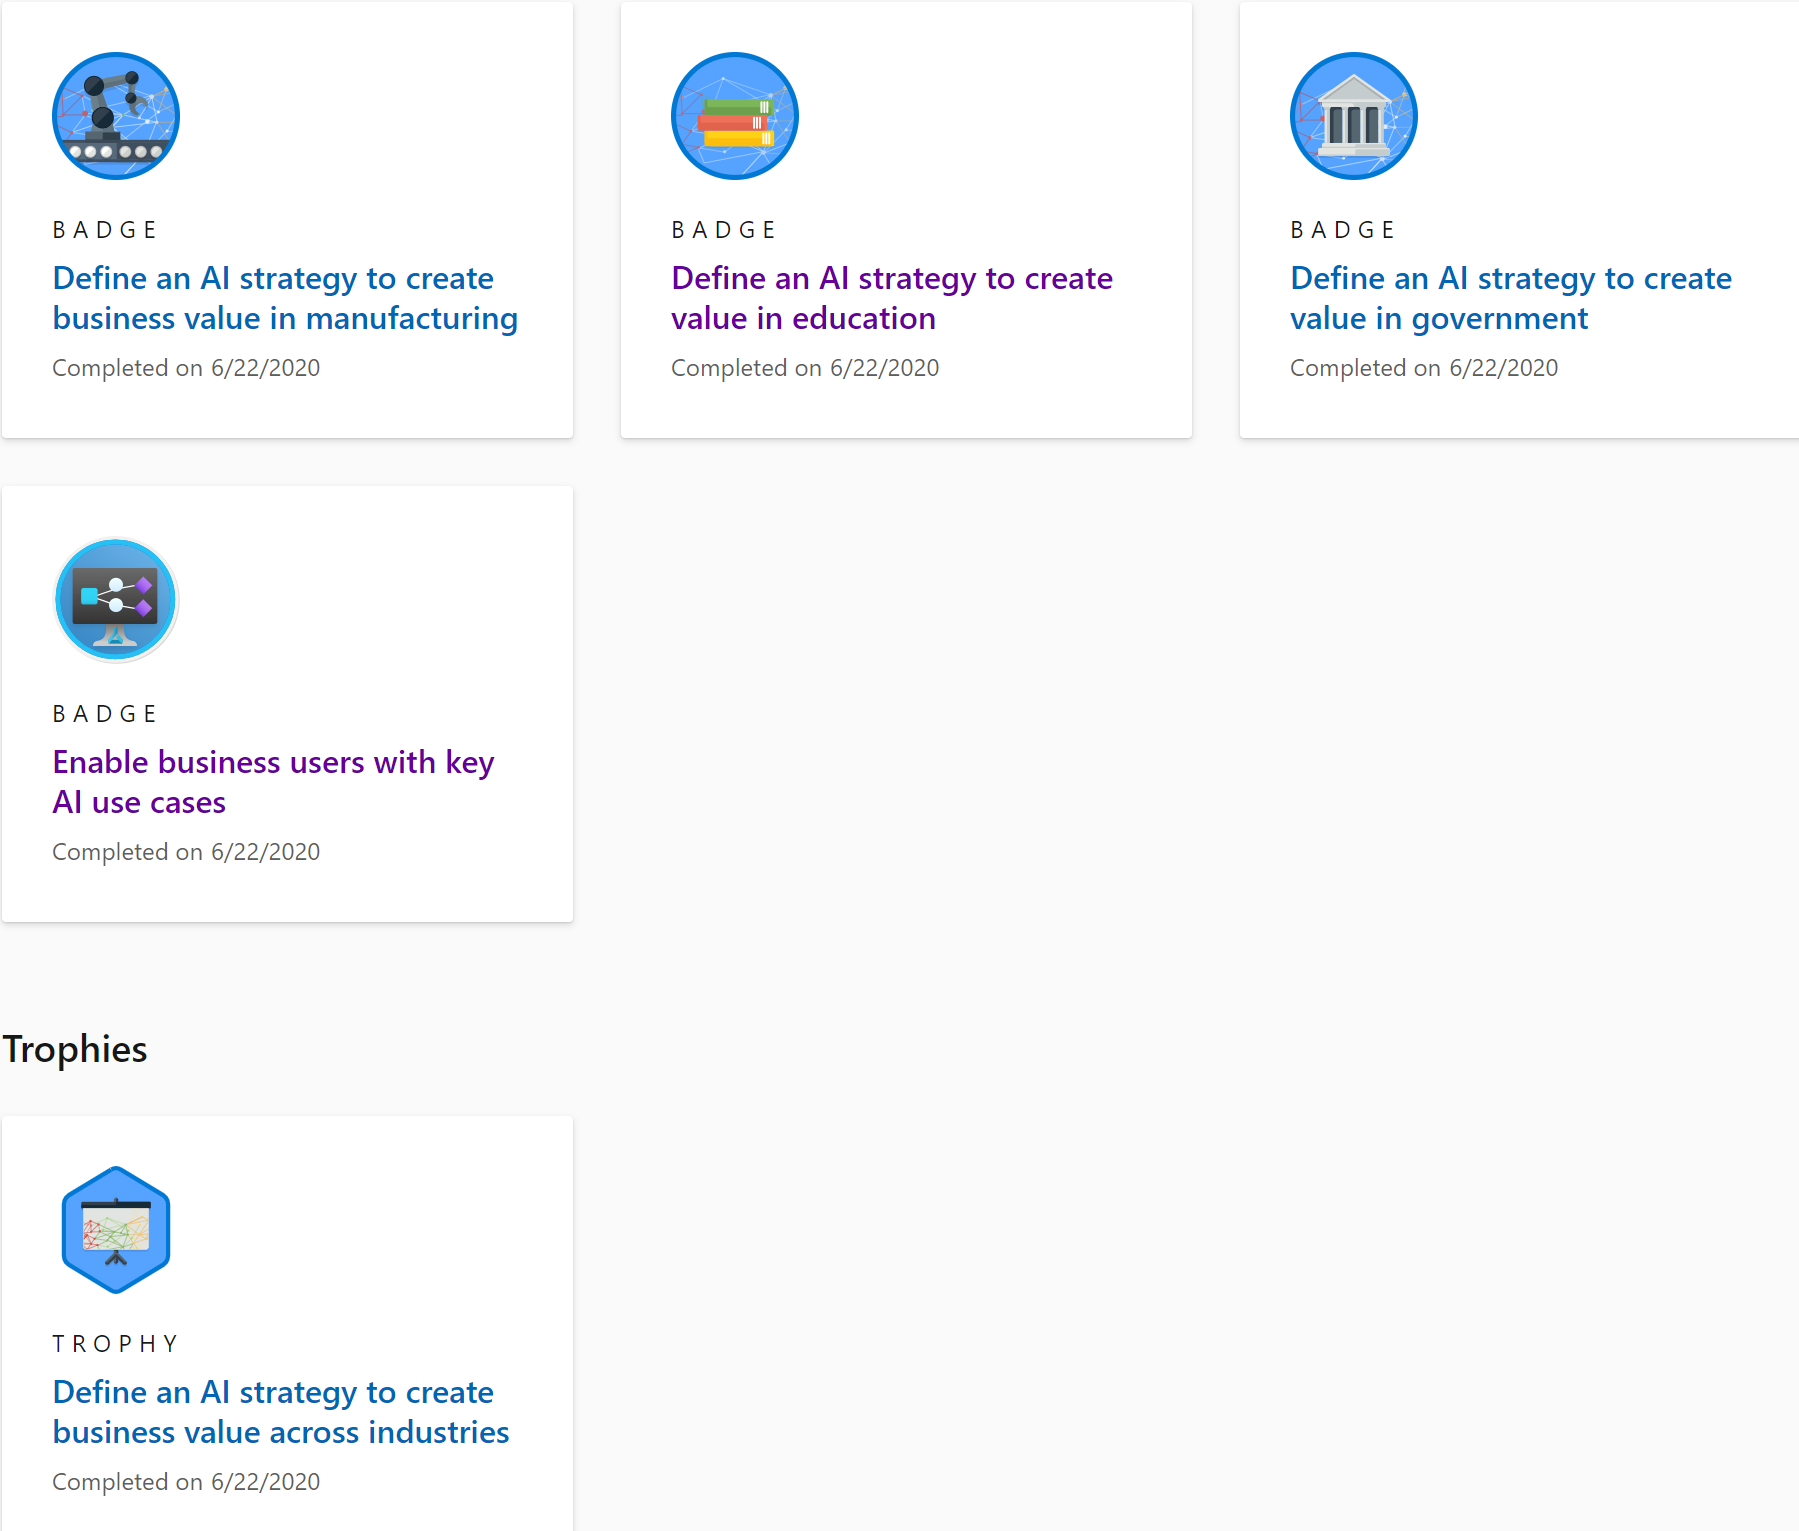 BADGE
Define an AI strategy to create
business value in manufacturing
Completed on 6/22/2020
BADGE
Define an AI strategy to create
value in education
Completed on 6/22/2020
BADGE
Define an AI strategy to create
value in government
Completed on 6/22/2020
BADGE
Enable business users with key
AI use cases
Completed on 6/22/2020
Trophies
TROPHY
Define an AI strategy to create
business value across industries
Completed on 6/22/2020